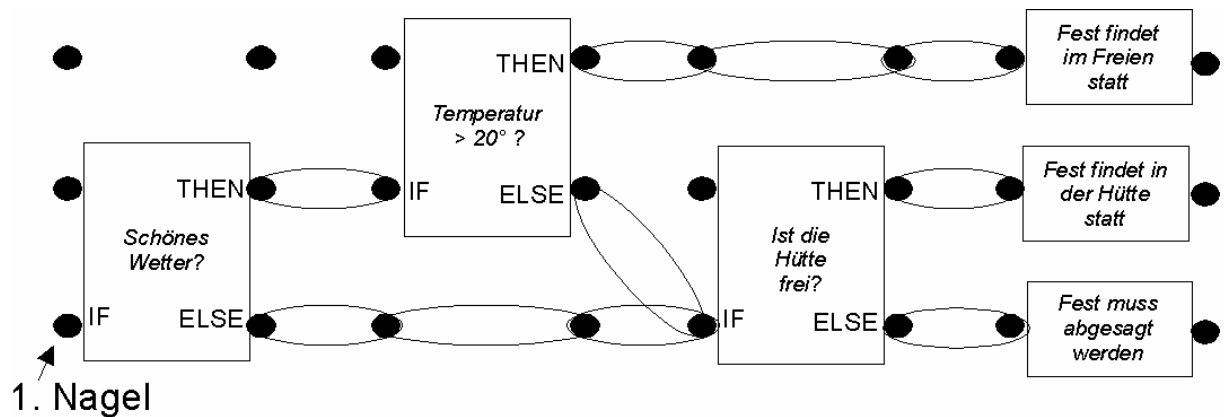 THEN
Temperatur
> 20° ?
IF
ELSE
THEN
Schönes
Wetter?
IF
ELSE
1. Nagel
THEN
Ist die
Hütte
frei?
IF
ELSE
Fest findet
im Freien
statt
Fest findet in
der Hütte
statt
Fest muss
abgesagt
werden